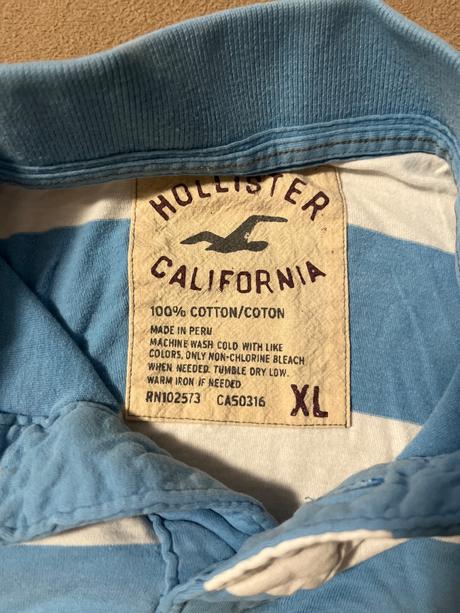 HOLLISTER
CALIFORNIA
100% COTTON/COTON
MADE IN PERU
MACHINE WASH COLD WITH LIKE
COLORS. ONLY NON-CHLORINE BLEACH
WHEN NEEDED. TUMBLE DRY LOW.
WARM IRON IF NEEDED
RN102573 CA50316
XL